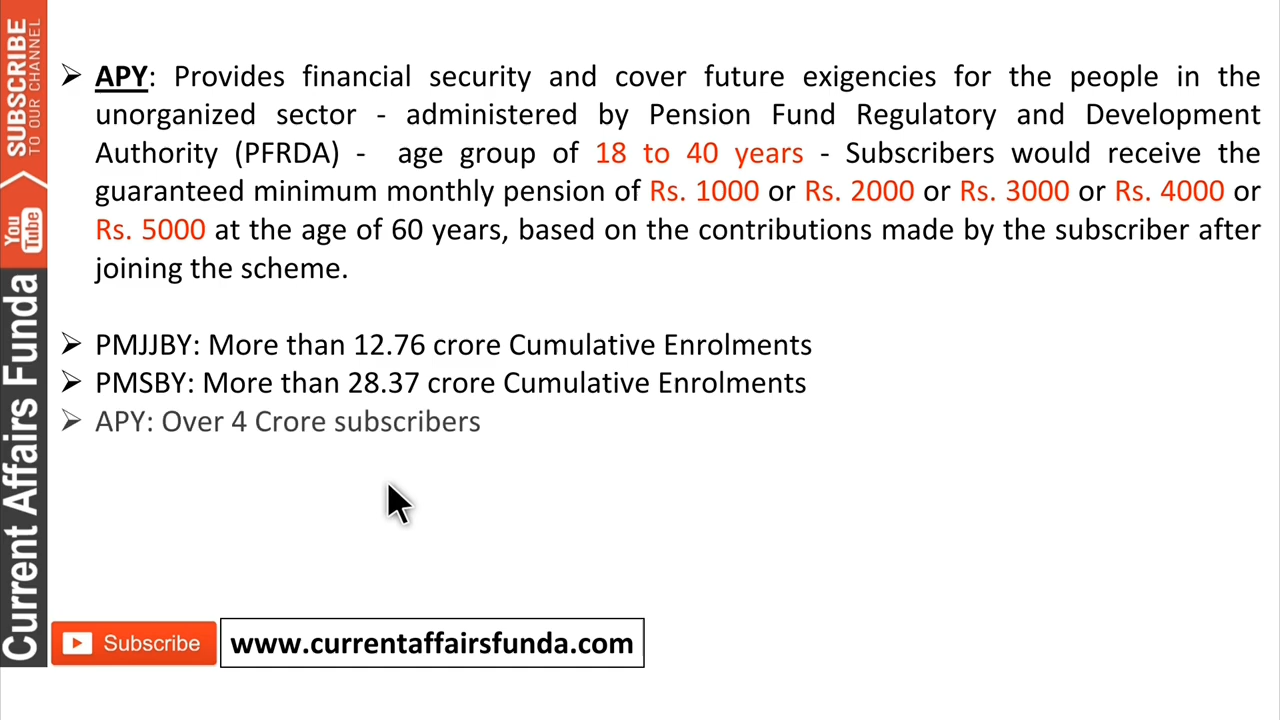 SUBSCRIBE
TO OUR CHANNEL
You
Tube
Current Affairs Funda
➢ APY: Provides financial security and cover future exigencies for the people in the
unorganized sector - administered by Pension Fund Regulatory and Development
Authority (PFRDA) - age group of 18 to 40 years - Subscribers would receive the
guaranteed minimum monthly pension of Rs. 1000 or Rs. 2000 or Rs. 3000 or Rs. 4000 or
Rs. 5000 at the age of 60 years, based on the contributions made by the subscriber after
joining the scheme.
➢ PMJJBY: More than 12.76 crore Cumulative Enrolments
➢ PMSBY: More than 28.37 crore Cumulative Enrolments
➢ APY: Over 4 Crore subscribers
Subscribe
www.currentaffairsfunda.com